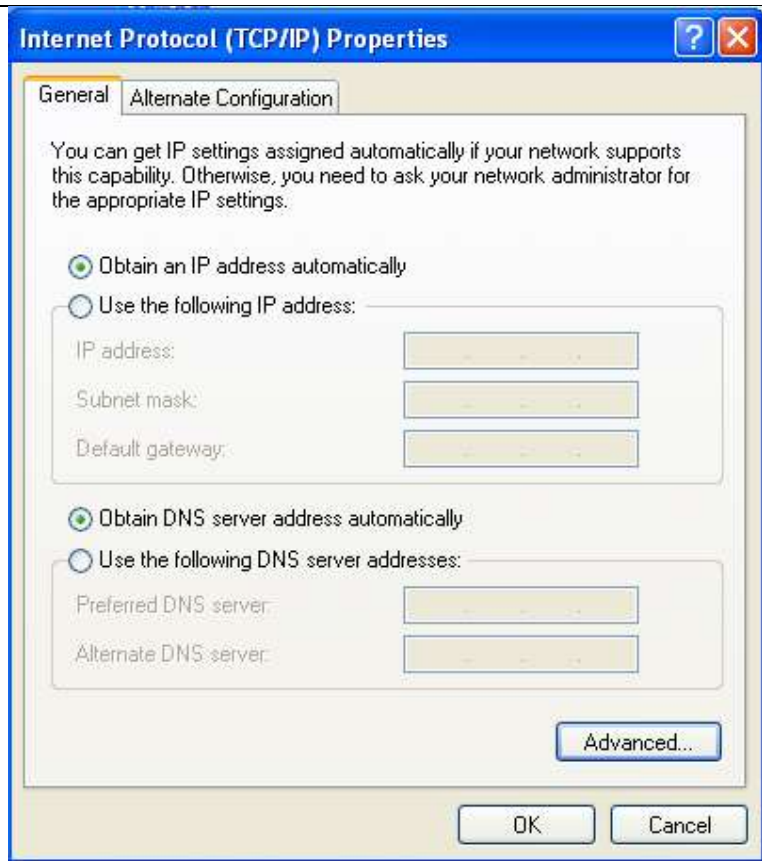 Internet Protocol (TCP/IP) Properties
?
General
Alternate Configuration
You can get IP settings assigned automatically if your network supports
this capability. Otherwise, you need to ask your network administrator for
the appropriate IP settings.
Obtain an IP address automatically
Use the following IP address:
IP address:
Subnet mask:
Default gateway:
Obtain DNS server address automatically
Use the following DNS server addresses:
Preferred DNS server:
Alternate DNS server:
Advanced...
OK
Cancel